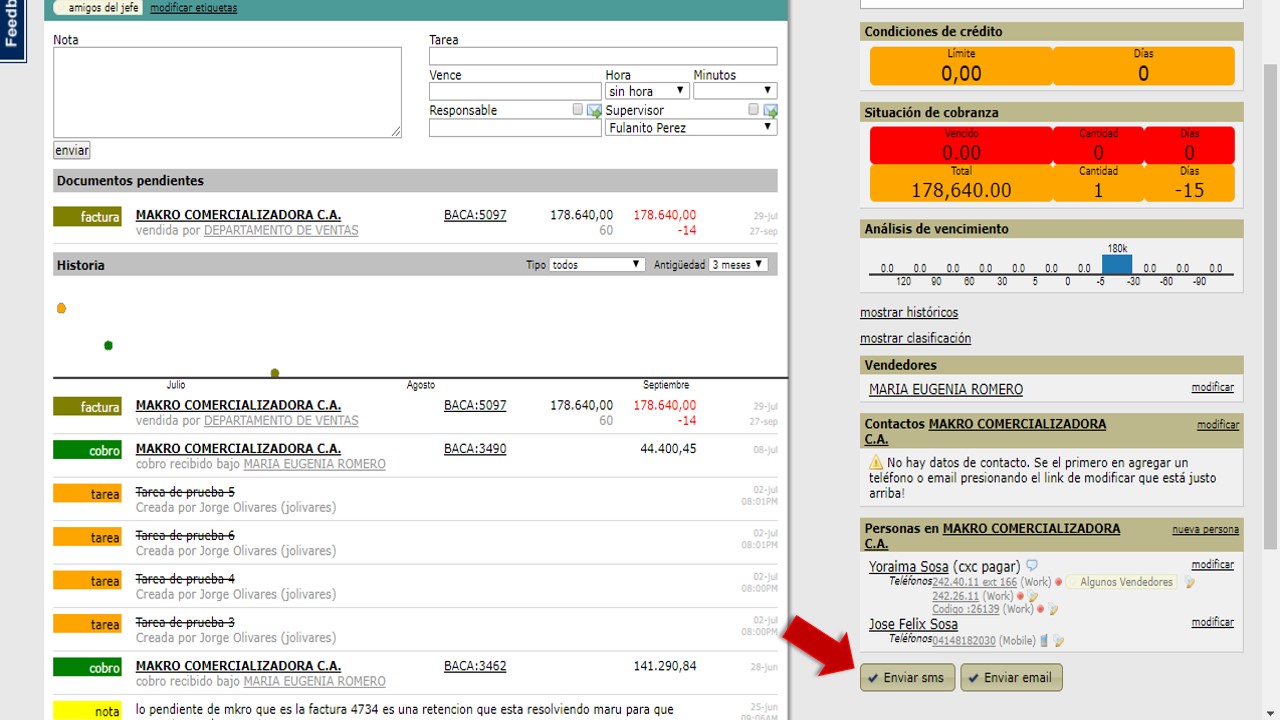 Feedb
amigos del jefe modificar etiquetas
Nota
Tarea
Vence Hora Minutos
sin hora
Responsable Supervisor
Fulanito Perez
enviar
Documentos pendientes
factura MAKRO COMERCIALIZADORA C.A. BACA:5097 178.640,00 178.640,00 29-jul
vendida por DEPARTAMENTO DE VENTAS 60 -14 27-sep
Historia Tipo todos Antigüedad 3 meses
Julio Agosto Septiembre
factura MAKRO COMERCIALIZADORA C.A. BACA:5097 178.640,00 178.640,00 29-jul
vendida por DEPARTAMENTO DE VENTAS 60 -14 27-sep
cobro MAKRO COMERCIALIZADORA C.A. BACA:3490 44.400,45 08-jul
cobro recibido bajo MARIA EUGENIA ROMERO
tarea Tarea de prueba 5 02-jul
Creada por Jorge Olivares (jolivares) 08:01PM
tarea Tarea de prueba 6 02-jul
Creada por Jorge Olivares (jolivares) 08:01PM
tarea Tarea de prueba 4 02-jul
Creada por Jorge Olivares (jolivares) 08:00PM
tarea Tarea de prueba 3 02-jul
Creada por Jorge Olivares (jolivares) 08:00PM
cobro MAKRO COMERCIALIZADORA C.A. BACA:3462 141.290,84 28-jun
cobro recibido bajo MARIA EUGENIA ROMERO
nota lo pendiente de mkro que es la factura 4734 es una retencion que esta resolviendo maru para que 25-jun
09:06AM
Condiciones de crédito
Límite Días
0,00 0
Situación de cobranza
Vencido Cantidad Días
0.00 0 0
Total Cantidad Días
178,640.00 1 -15
Análisis de vencimiento
180k
0.0 0.0 0.0 0.0 0.0 0.0 0.0 0.0 0.0 0.0
120 90 60 30 5 0 -5 -30 -60 -90
mostrar históricos
mostrar clasificación
Vendedores
MARIA EUGENIA ROMERO modificar
Contactos MAKRO COMERCIALIZADORA modificar
C.A.
No hay datos de contacto. Se el primero en agregar un
teléfono o email presionando el link de modificar que está justo
arriba!
Personas en MAKRO COMERCIALIZADORA nueva persona
C.A.
Yoraima Sosa (cxc pagar) modificar
Teléfonos 242.40.11 ext 166 (Work) Algunos Vendedores
242.26.11 (Work)
Codigo :26139 (Work)
Jose Felix Sosa modificar
Teléfonos 04148182030 (Mobile)
Enviar sms Enviar email